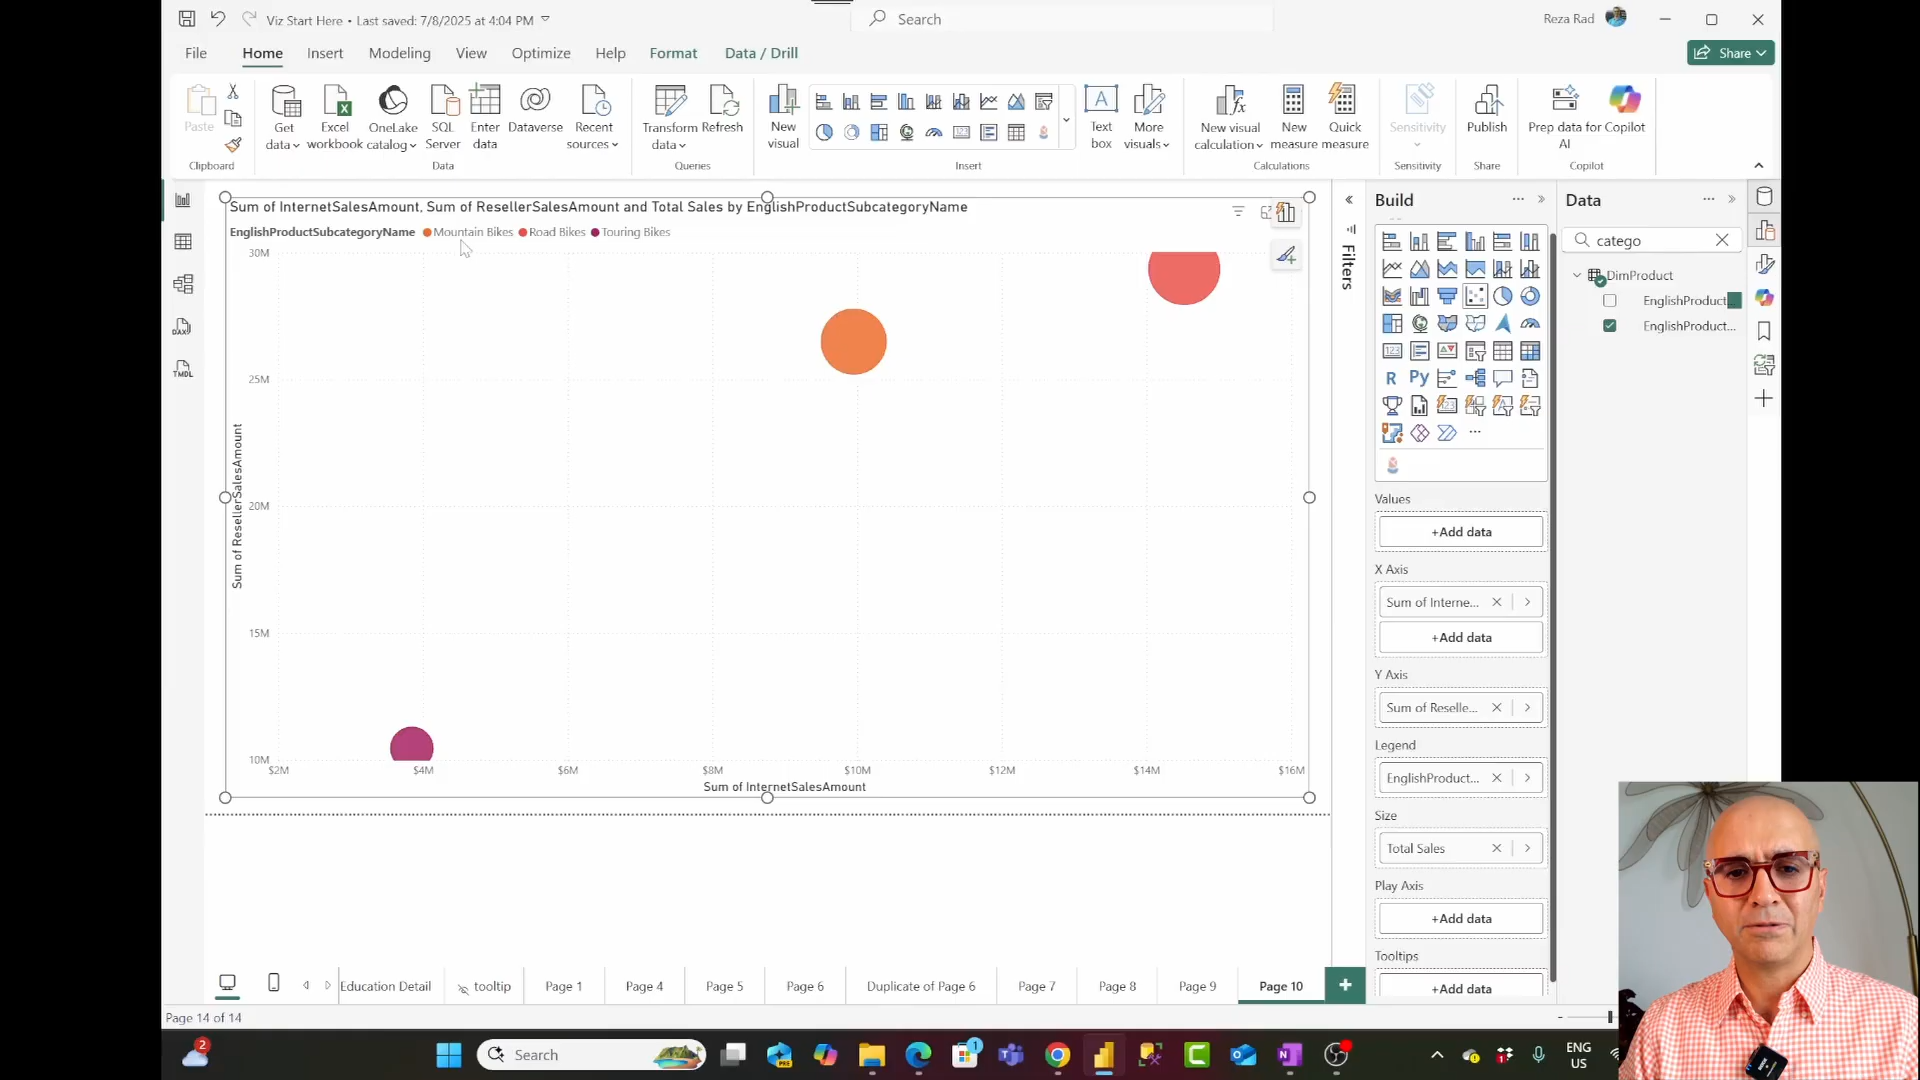 Viz Start Here • Last saved: 7/8/2025 at 4:04 PM
Search
Reza Rad
File
Home
Insert
Modeling
View
Optimize
Help
Format
Data / Drill
Share
Paste
Get data
Excel workbook
OneLake catalog
SQL Server
Enter data
Dataverse
Recent sources
Transform data
Refresh
New visual
Text box
More visuals
New visual calculation
New measure
Quick measure
Sensitivity
Publish
Prep data for AI
Copilot
Clipboard
Data
Queries
Insert
Calculations
Sensitivity
Share
Copilot
Sum of InternetSalesAmount, Sum of ResellerSalesAmount and Total Sales by EnglishProductSubcategoryName
EnglishProductSubcategoryName Mountain Bikes Road Bikes Touring Bikes
30M
25M
20M
15M
10M
Sum of ResellerSalesAmount
$2M $4M $6M $8M $10M $12M $14M $16M
Sum of InternetSalesAmount
Filters
Build
R
Py
123
Values
+Add data
X Axis
Sum of Interne...
+Add data
Y Axis
Sum of Reselle...
Legend
EnglishProduct...
Size
Total Sales
Play Axis
+Add data
Tooltips
+Add data
Data
catego
DimProduct
EnglishProduct...
EnglishProduct...
DAX
TMDL
Education Detail
tooltip
Page 1
Page 4
Page 5
Page 6
Duplicate of Page 6
Page 7
Page 8
Page 9
Page 10
Page 14 of 14
2
Search
PRE
1
ENG
US